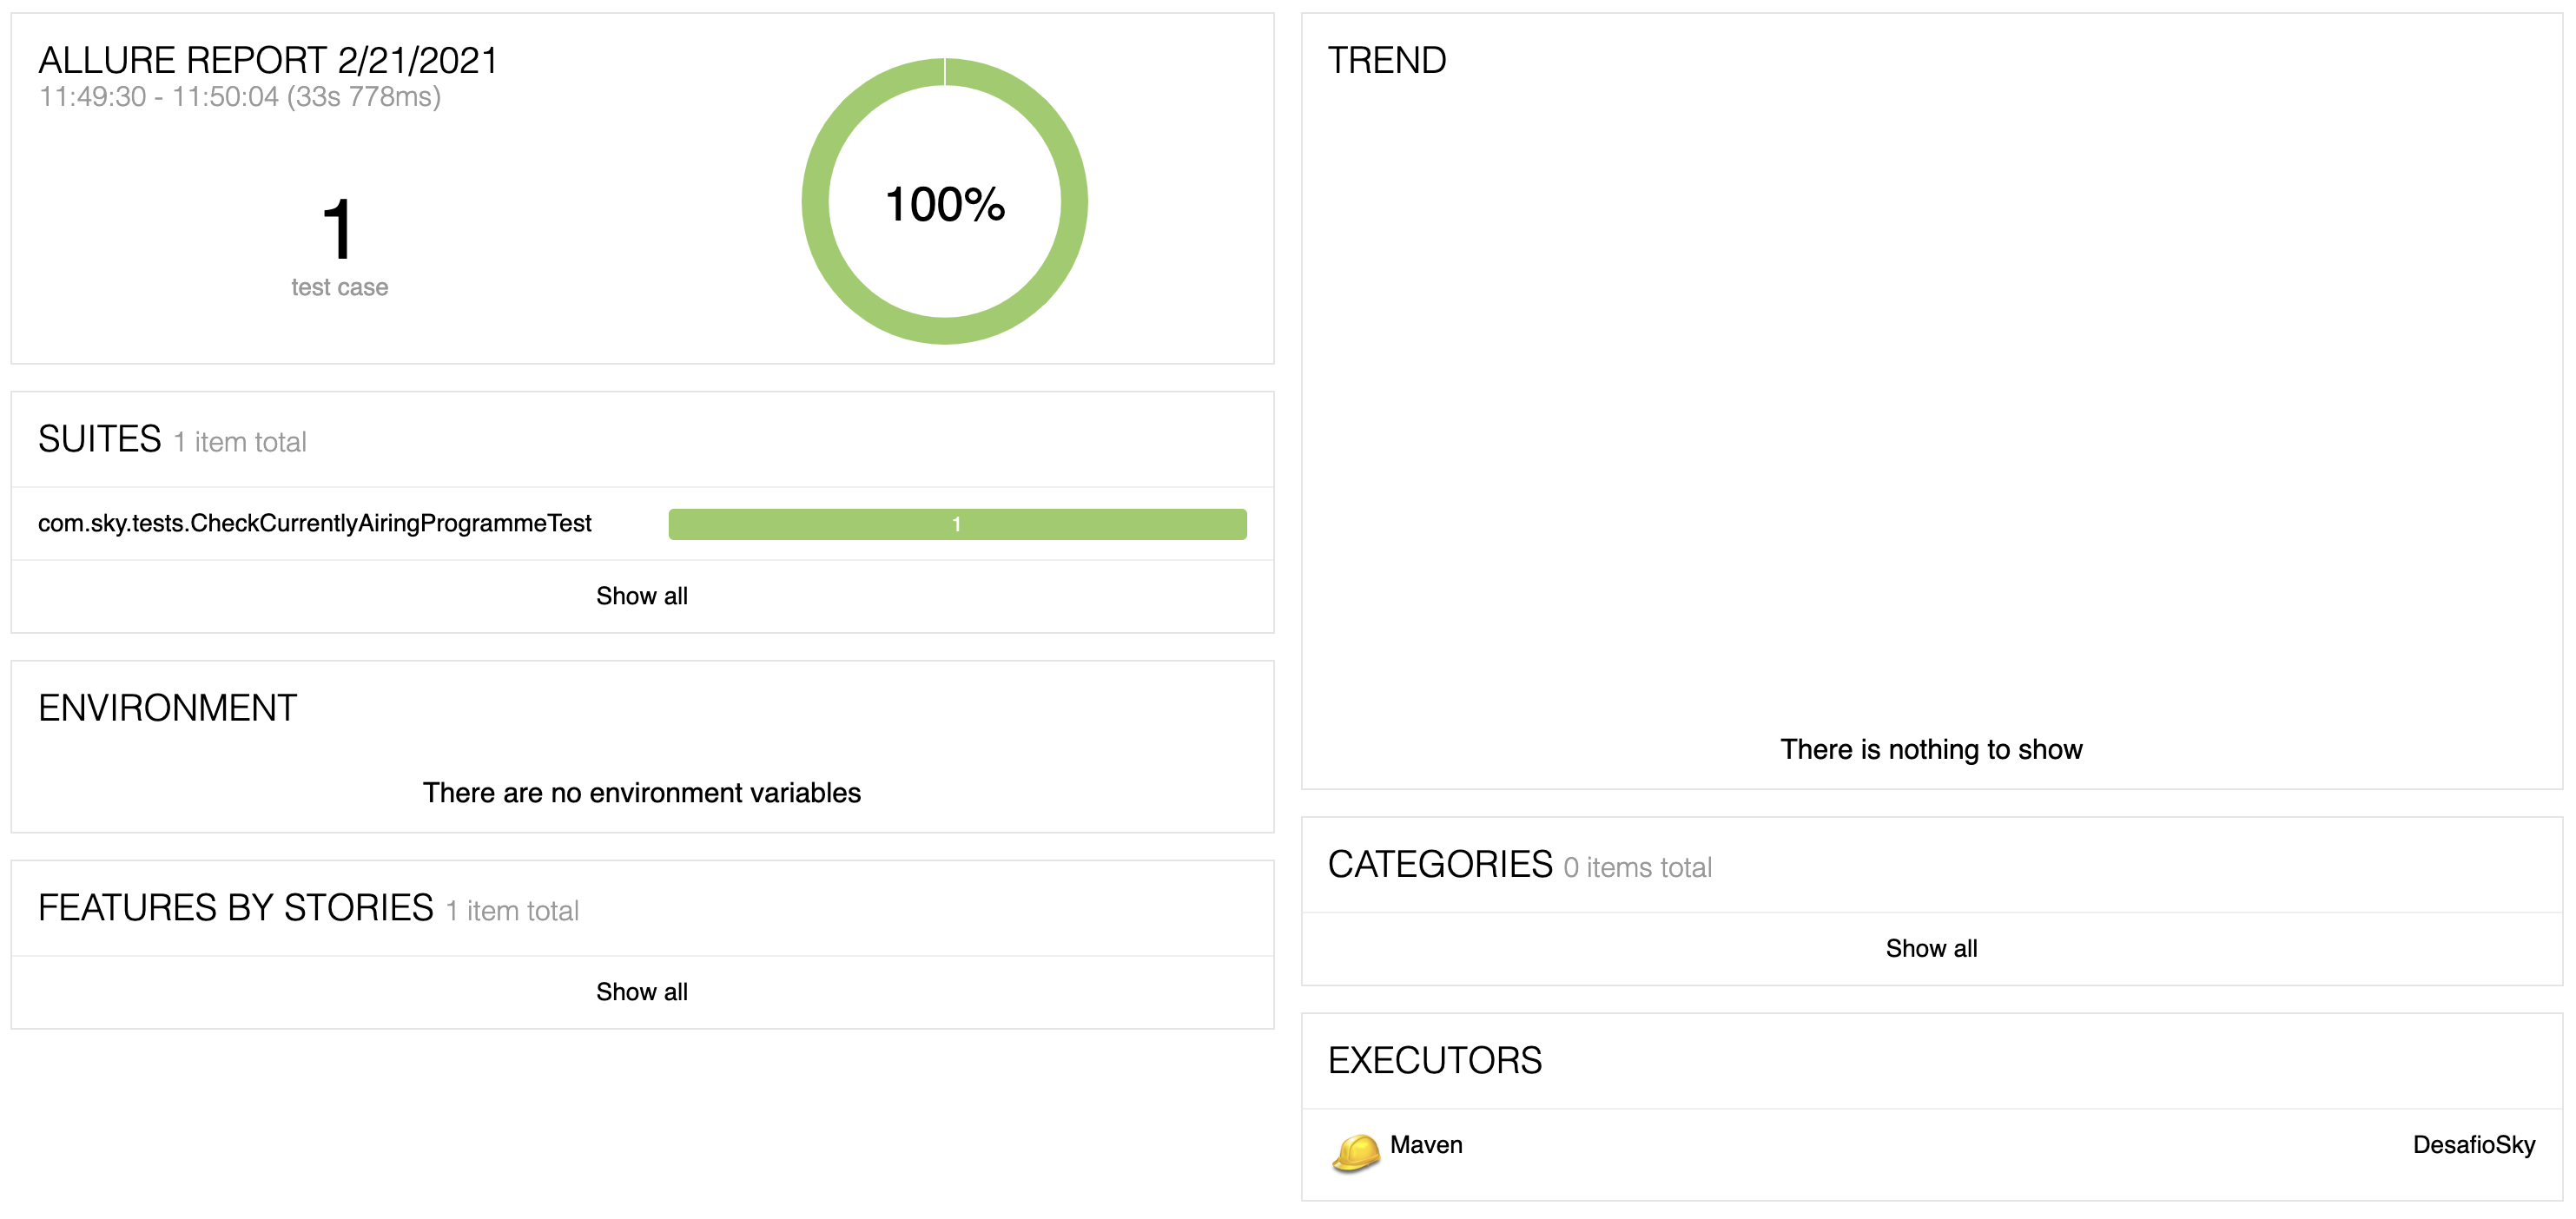 ALLURE REPORT 2/21/2021
11:49:30 - 11:50:04 (33s 778ms)
1
test case
100%
SUITES 1 item total
com.sky.tests.CheckCurrentlyAiringProgrammeTest 1
Show all
ENVIRONMENT
There are no environment variables
FEATURES BY STORIES 1 item total
Show all
TREND
There is nothing to show
CATEGORIES 0 items total
Show all
EXECUTORS
Maven DesafioSky